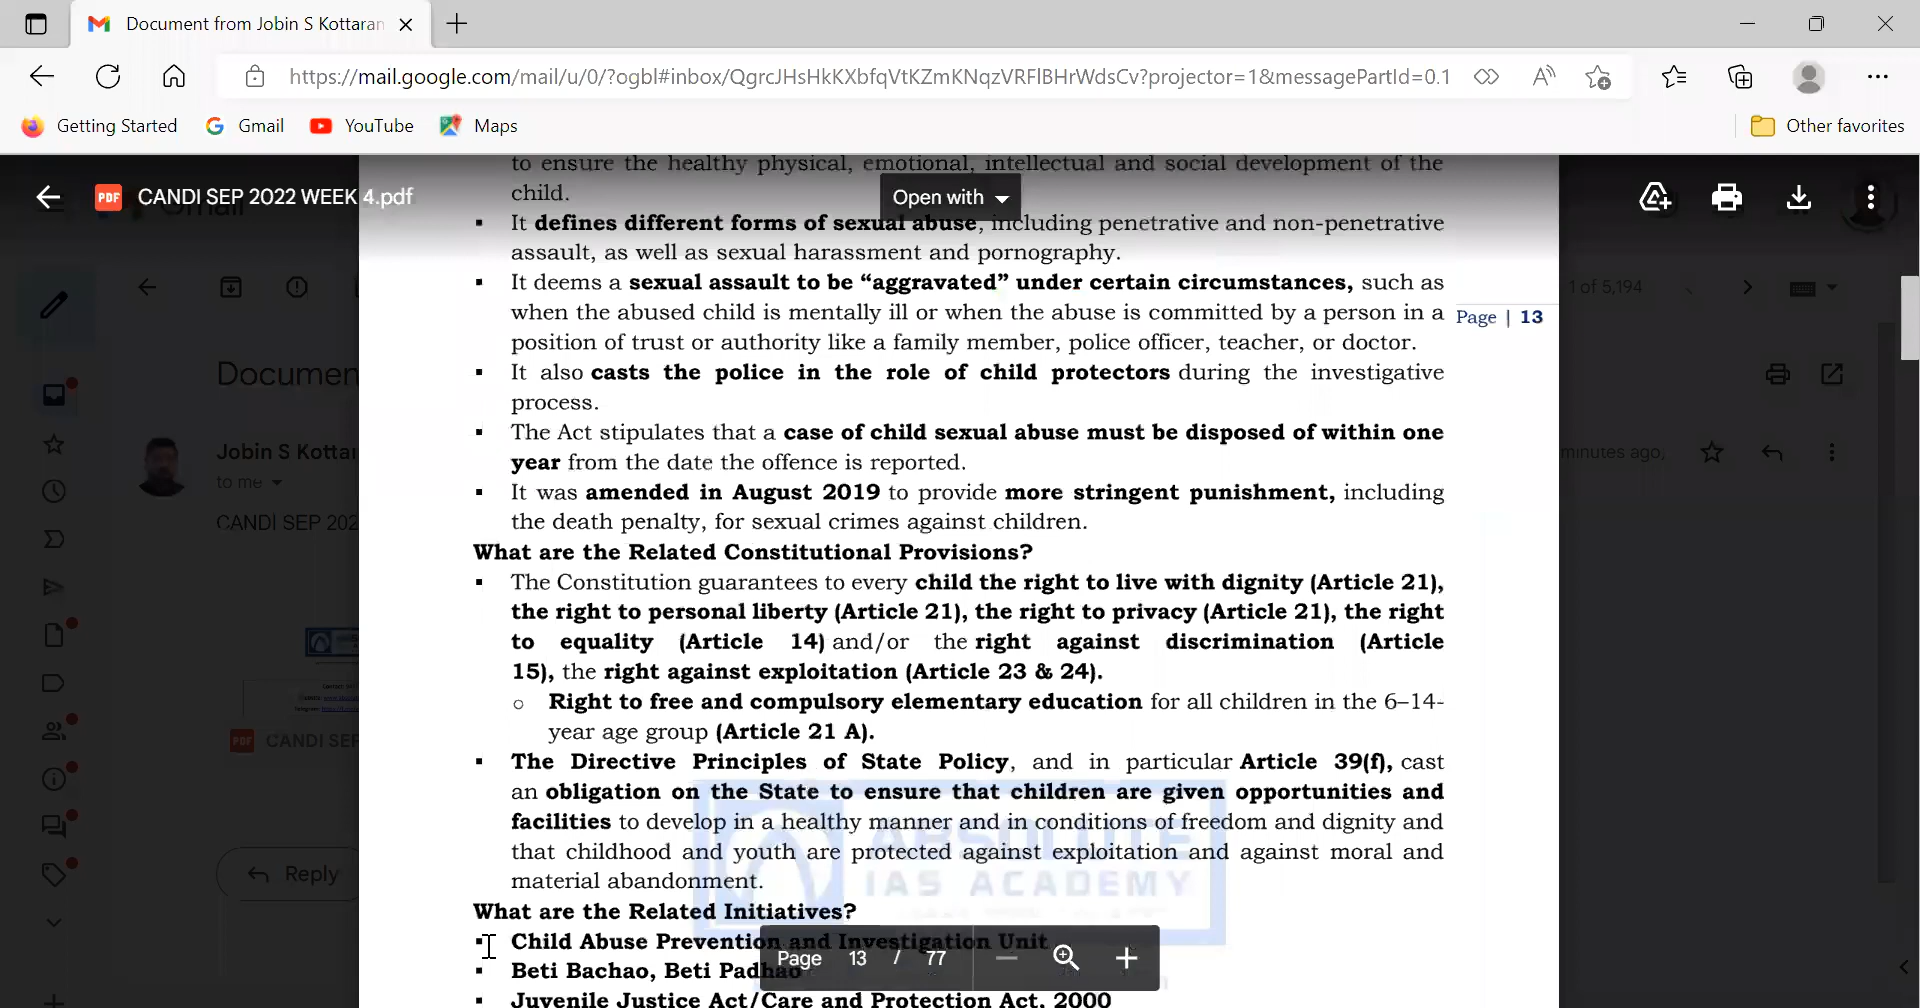 Document from Jobin S Kottaran
https://mail.google.com/mail/u/0/?ogbl#inbox/QgrcJHsHkKXbfqVtKZmKNqzVRFlBHrWdsCv?projector=1&messagePartId=0.1
Getting Started
Gmail
YouTube
Maps
Other favorites
PDF
CANDI SEP 2022 WEEK 4.pdf
Open with
to ensure the healthy physical, emotional, intellectual and social development of the
child.
▪ It defines different forms of sexual abuse, including penetrative and non-penetrative
assault, as well as sexual harassment and pornography.
▪ It deems a sexual assault to be “aggravated” under certain circumstances, such as
when the abused child is mentally ill or when the abuse is committed by a person in a
position of trust or authority like a family member, police officer, teacher, or doctor.
Page | 13
▪ It also casts the police in the role of child protectors during the investigative
process.
▪ The Act stipulates that a case of child sexual abuse must be disposed of within one
year from the date the offence is reported.
▪ It was amended in August 2019 to provide more stringent punishment, including
the death penalty, for sexual crimes against children.
What are the Related Constitutional Provisions?
▪ The Constitution guarantees to every child the right to live with dignity (Article 21),
the right to personal liberty (Article 21), the right to privacy (Article 21), the right
to equality (Article 14) and/or the right against discrimination (Article
15), the right against exploitation (Article 23 & 24).
○ Right to free and compulsory elementary education for all children in the 6–14-
year age group (Article 21 A).
▪ The Directive Principles of State Policy, and in particular Article 39(f), cast
an obligation on the State to ensure that children are given opportunities and
facilities to develop in a healthy manner and in conditions of freedom and dignity and
that childhood and youth are protected against exploitation and against moral and
material abandonment.
What are the Related Initiatives?
▪ Child Abuse Prevention and Investigation Unit
▪ Beti Bachao, Beti Padhao
▪ Juvenile Justice Act/Care and Protection Act, 2000
ABSOLUTE
IAS ACADEMY
Page 13 / 77
Gmail
1 of 5,194
Documen
Jobin S Kottar
to me
minutes ago,
CANDI SEP 202
PDF
CANDI SEP
Reply